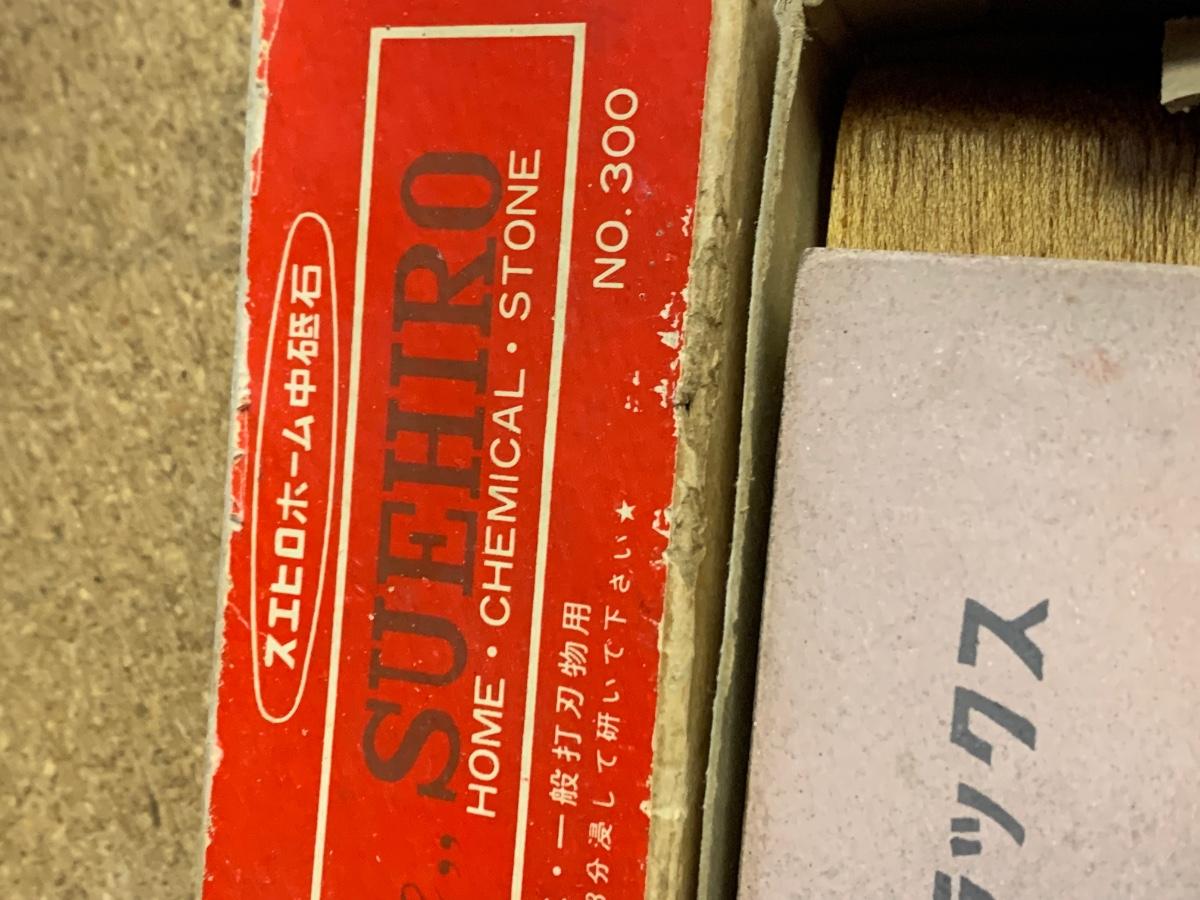 スエヒロホーム中砥石
SUEHIRO
HOME・CHEMICAL・STONE
NO. 300
・一般打刃物用
分浸して研いで下さい★
ックス